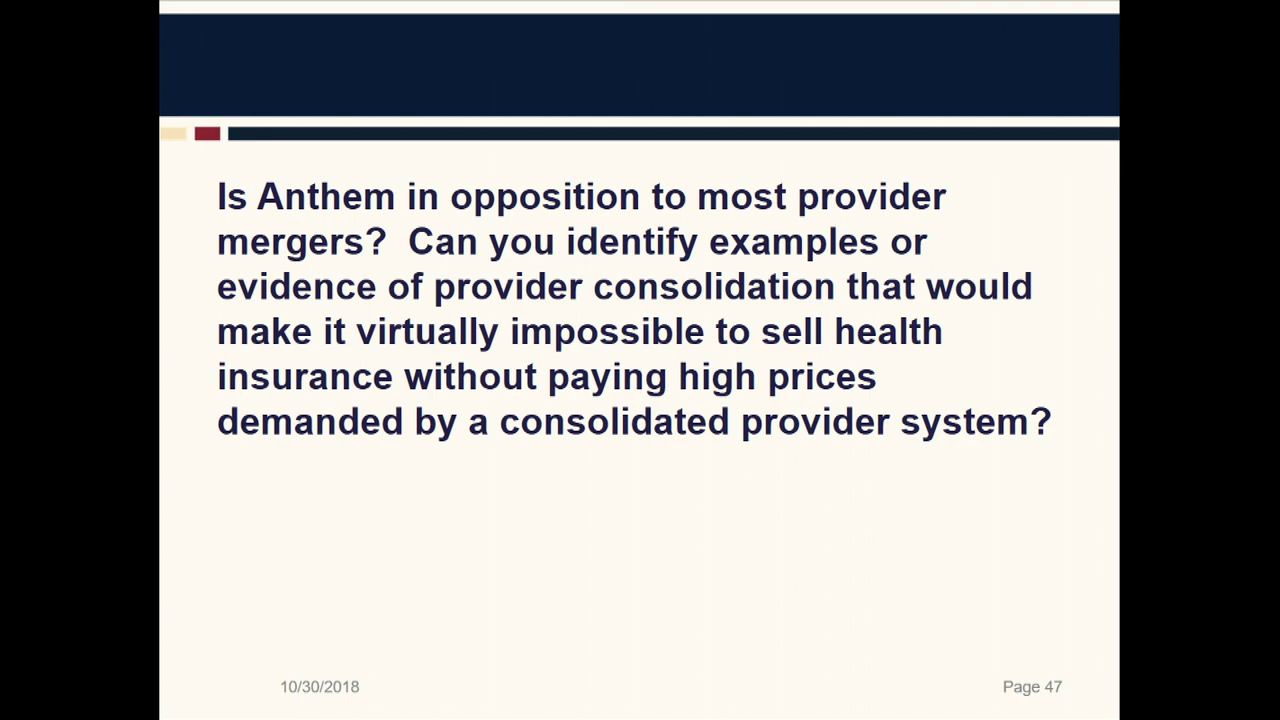 Is Anthem in opposition to most provider
mergers?  Can you identify examples or
evidence of provider consolidation that would
make it virtually impossible to sell health
insurance without paying high prices
demanded by a consolidated provider system?
10/30/2018
Page 47